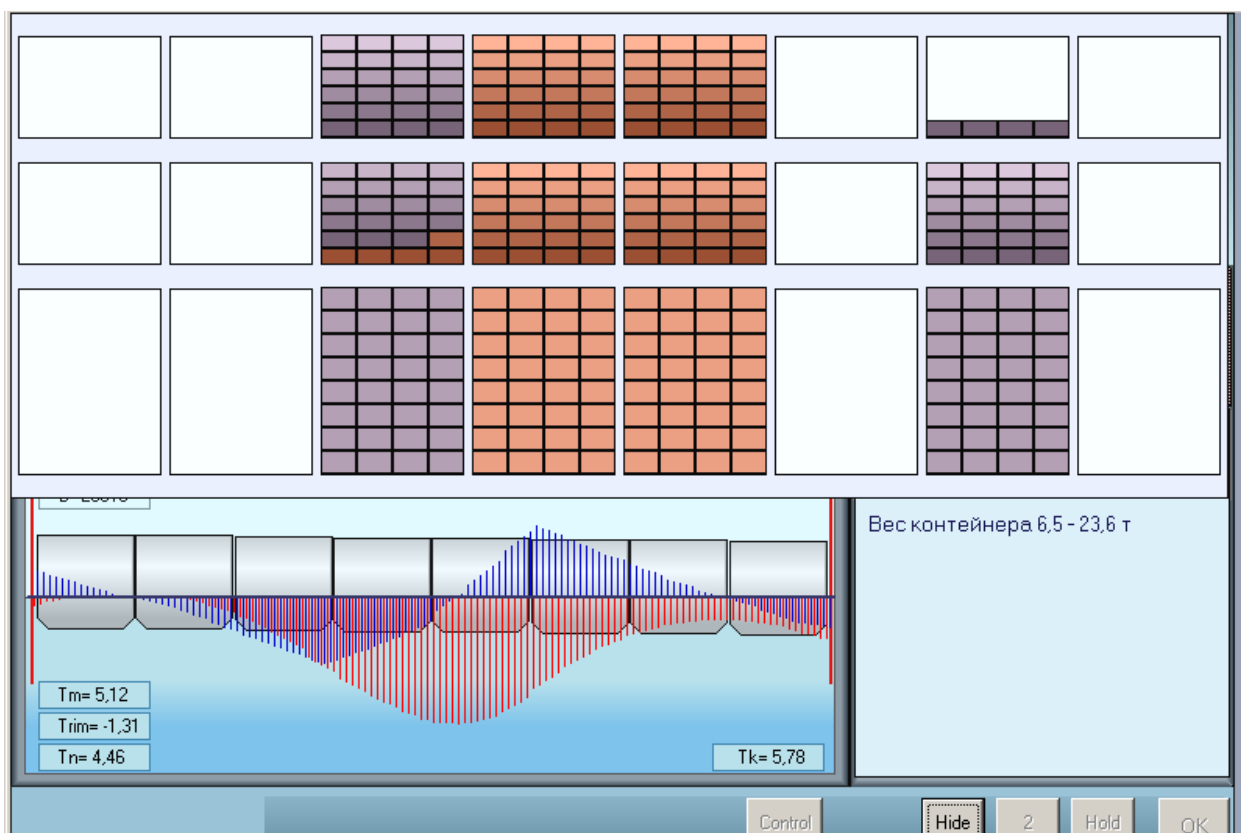 Вес контейнера 6,5 - 23,6 т
Tm= 5,12
Trim= -1,31
Tn= 4,46
Tk= 5,78
Control
Hide
2
Hold
OK